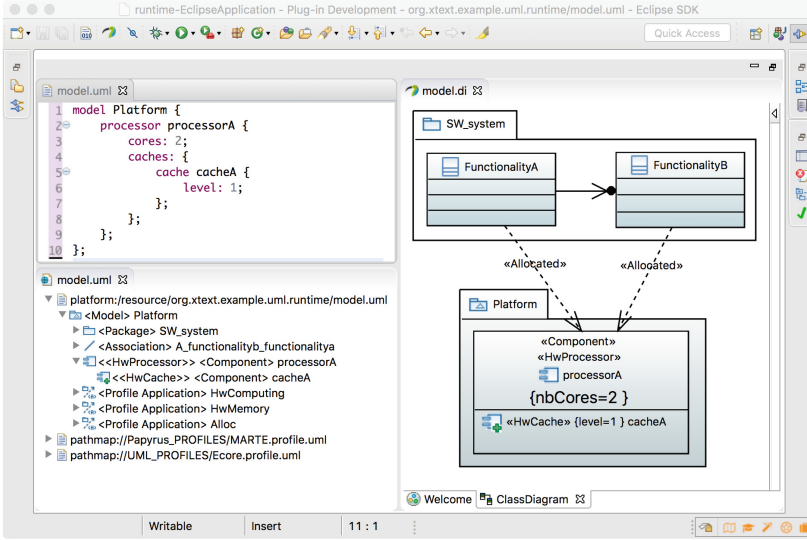 runtime-EclipseApplication - Plug-in Development - org.xtext.example.uml.runtime/model.uml - Eclipse SDK
Quick Access
model.uml
1 model Platform {
2 processor processorA {
3 cores: 2;
4 caches: {
5 cache cacheA {
6 level: 1;
7 };
8 };
9 };
10 };
model.uml
platform:/resource/org.xtext.example.uml.runtime/model.uml
<Model> Platform
<Package> SW_system
<Association> A_functionalityb_functionalitya
<<HwProcessor>> <Component> processorA
<<HwCache>> <Component> cacheA
<Profile Application> HwComputing
<Profile Application> HwMemory
<Profile Application> Alloc
pathmap://Papyrus_PROFILES/MARTE.profile.uml
pathmap://UML_PROFILES/Ecore.profile.uml
model.di
SW_system
FunctionalityA
FunctionalityB
«Allocated»
«Allocated»
Platform
«Component»
«HwProcessor»
processorA
{nbCores=2 }
«HwCache» {level=1 } cacheA
Welcome
ClassDiagram
Writable
Insert
11 : 1